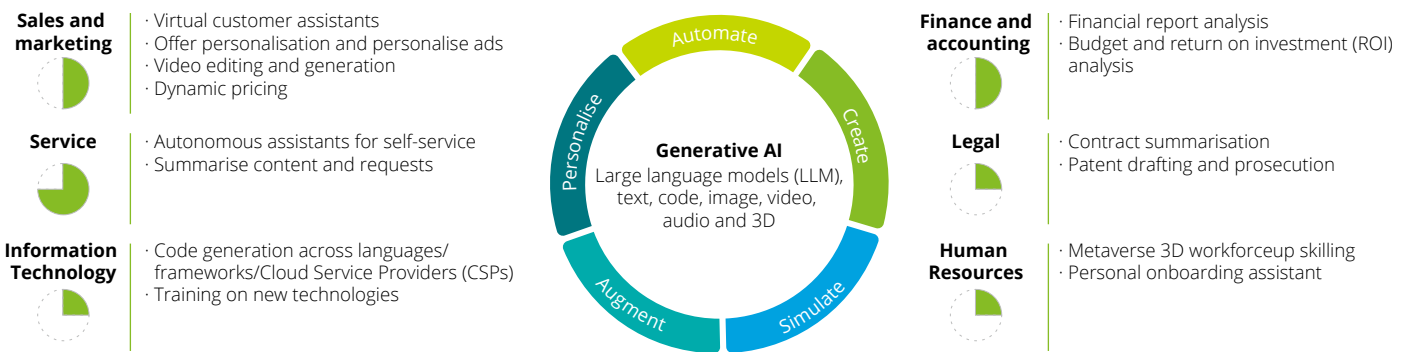 Sales and
marketing
· Virtual customer assistants
· Offer personalisation and personalise ads
· Video editing and generation
· Dynamic pricing
Service
· Autonomous assistants for self-service
· Summarise content and requests
Information
Technology
· Code generation across languages/
frameworks/Cloud Service Providers (CSPs)
· Training on new technologies
Automate
Create
Simulate
Augment
Personalise
Generative AI
Large language models (LLM),
text, code, image, video,
audio and 3D
Finance and
accounting
· Financial report analysis
· Budget and return on investment (ROI)
analysis
Legal
· Contract summarisation
· Patent drafting and prosecution
Human
Resources
· Metaverse 3D workforceup skilling
· Personal onboarding assistant